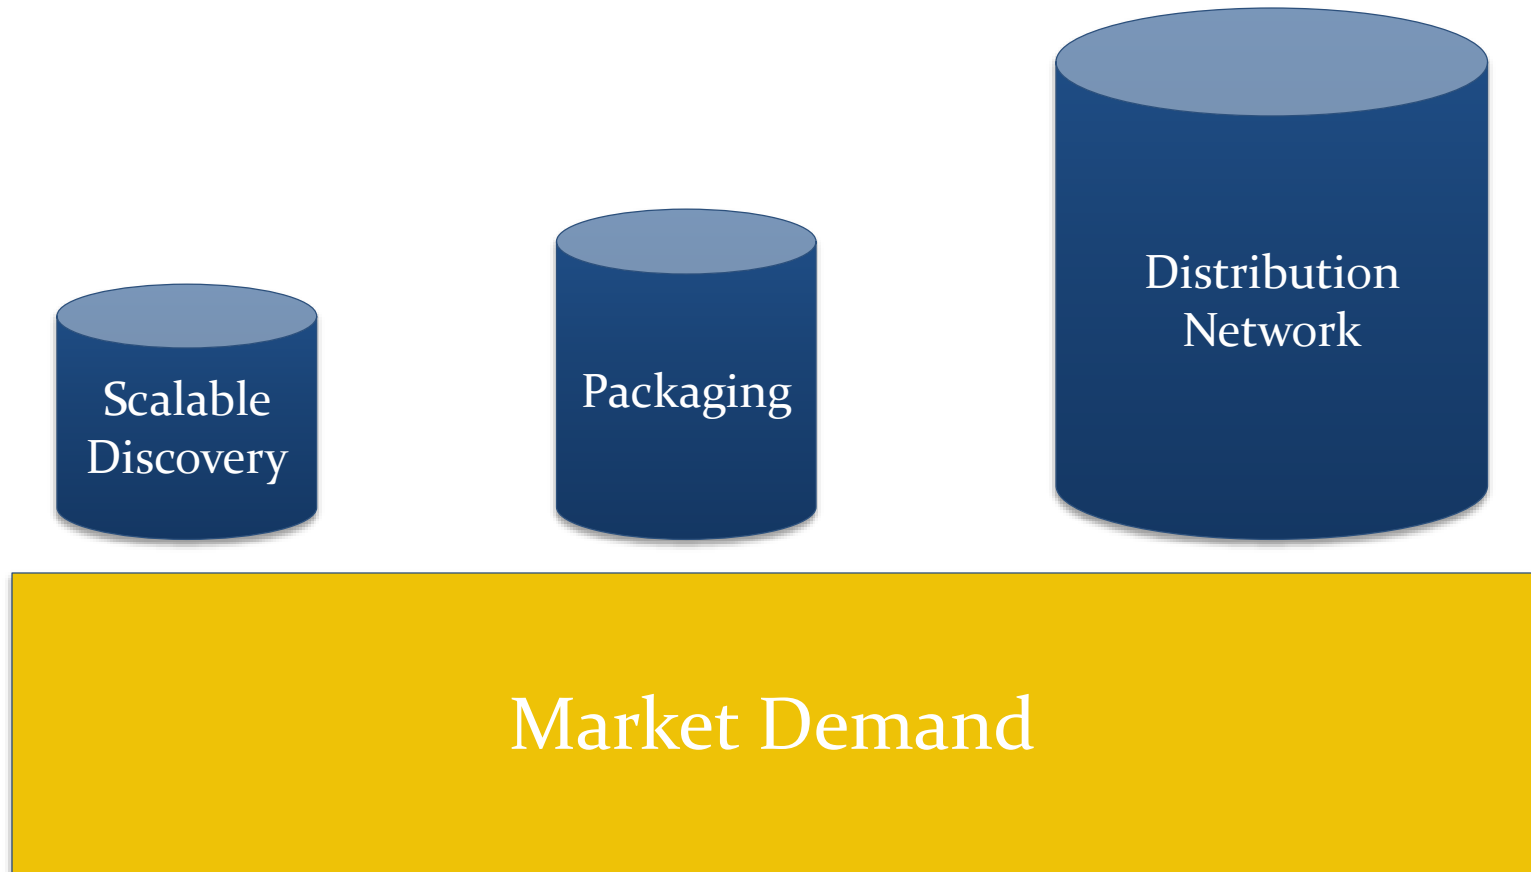 Scalable
Discovery
Packaging
Distribution
Network
Market Demand